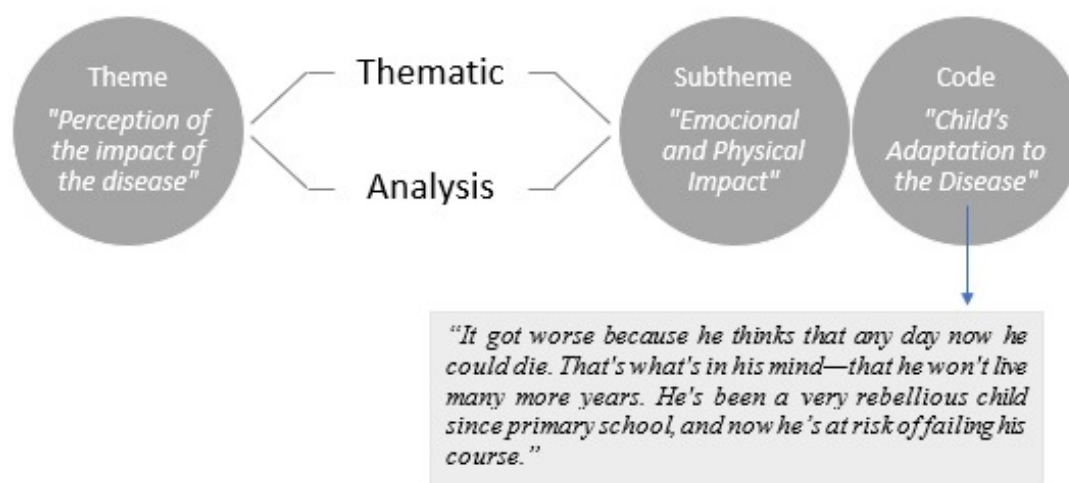 Theme
"Perception of
the impact of
the disease"
Thematic
Analysis
Subtheme
"Emocional
and Physical
Impact"
Code
"Child's
Adaptation to
the Disease"
“It got worse because he thinks that any day now he
could die. That's what's in his mind—that he won't live
many more years. He's been a very rebellious child
since primary school, and now he’s at risk of failing his
course.”